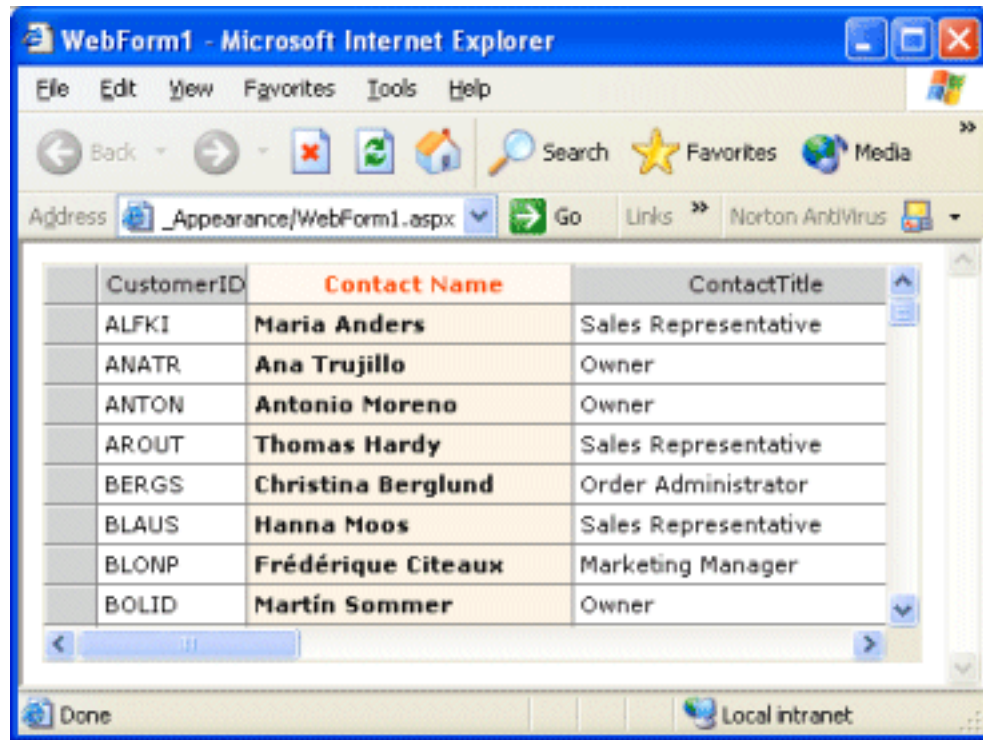 WebForm1 - Microsoft Internet Explorer
File Edit View Favorites Tools Help
Back Search Favorites Media »
Address _Appearance/WebForm1.aspx Go Links » Norton AntiVirus
CustomerID Contact Name ContactTitle
ALFKI Maria Anders Sales Representative
ANATR Ana Trujillo Owner
ANTON Antonio Moreno Owner
AROUT Thomas Hardy Sales Representative
BERGS Christina Berglund Order Administrator
BLAUS Hanna Moos Sales Representative
BLONP Frédérique Citeaux Marketing Manager
BOLID Martín Sommer Owner
Done Local intranet